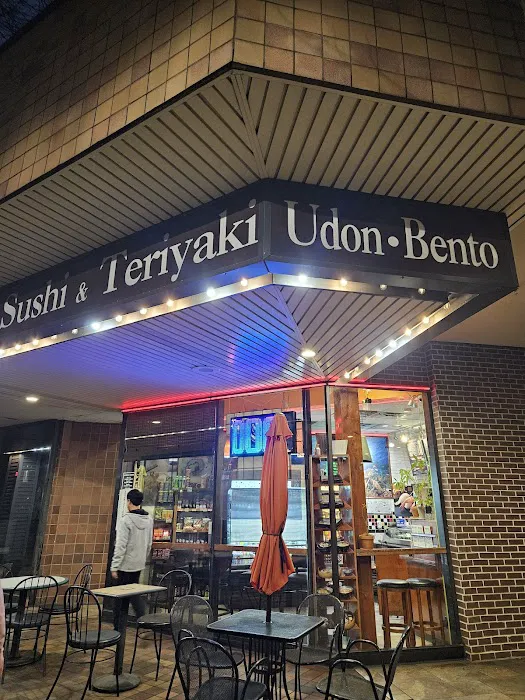 Sushi & Teriyaki
Udon • Bento